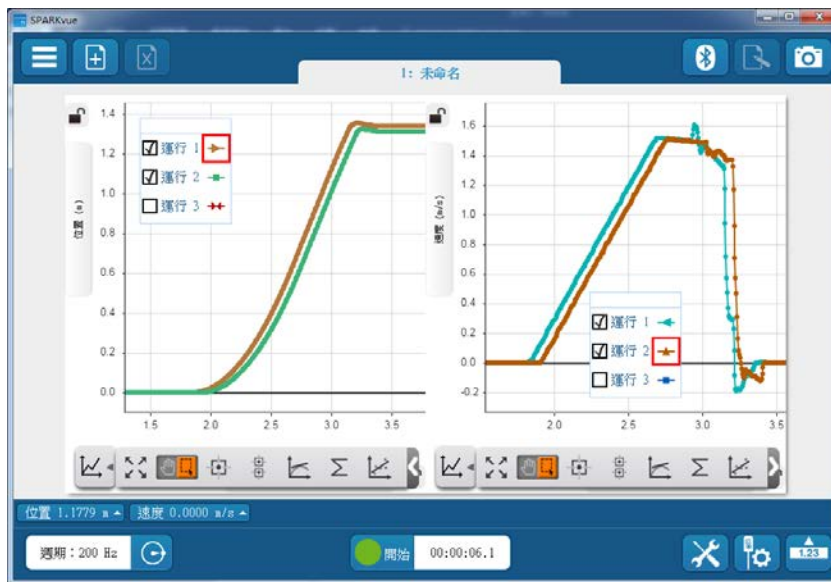 SPARKvue
1: 未命名
位置 (m)
1.4
1.2
1.0
0.8
0.6
0.4
0.2
0.0
1.5 2.0 2.5 3.0 3.5
運行 1
運行 2
運行 3
速度 (m/s)
1.6
1.4
1.2
1.0
0.8
0.6
0.4
0.2
0.0
-0.2
2.0 2.5 3.0 3.5
運行 1
運行 2
運行 3
位置 1.1779 m 速度 0.0000 m/s
週期：200 Hz
開始 00:00:06.1
1.23